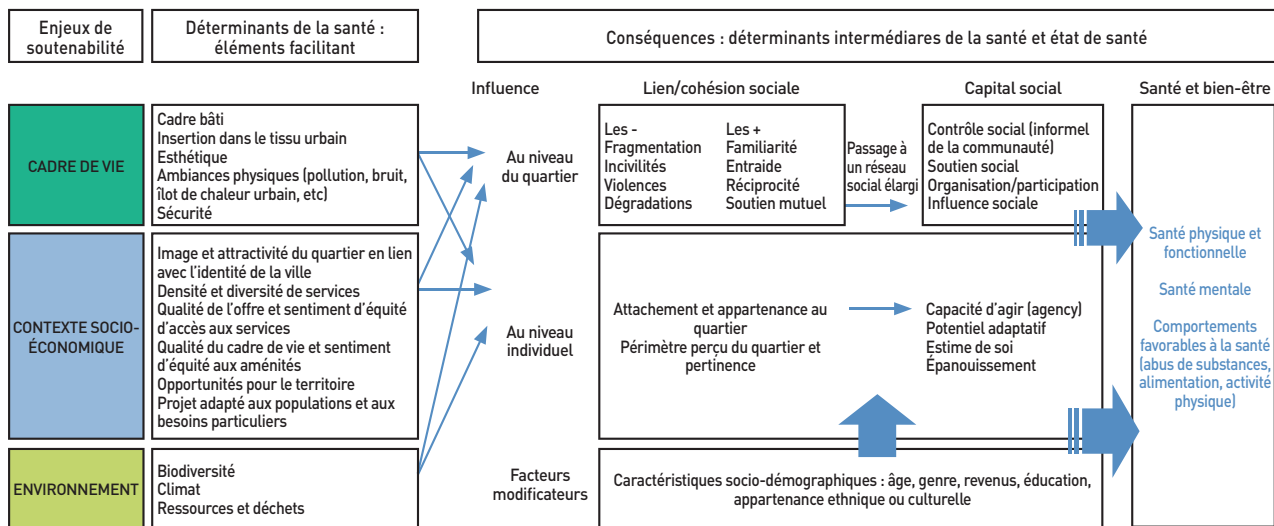 Enjeux de
soutenabilité
Déterminants de la santé :
éléments facilitant
Conséquences : déterminants intermédiares de la santé et état de santé
Influence
Lien/cohésion sociale
Capital social
Santé et bien-être
CADRE DE VIE
Cadre bâti
Insertion dans le tissu urbain
Esthétique
Ambiances physiques (pollution, bruit,
îlot de chaleur urbain, etc)
Sécurité
Au niveau
du quartier
Les -
Fragmentation
Incivilités
Violences
Dégradations
Les +
Familiarité
Entraide
Réciprocité
Soutien mutuel
Passage à
un réseau
social élargi
Contrôle social (informel
de la communauté)
Soutien social
Organisation/participation
Influence sociale
CONTEXTE SOCIO-
ÉCONOMIQUE
Image et attractivité du quartier en lien
avec l'identité de la ville
Densité et diversité de services
Qualité de l'offre et sentiment d'équité
d'accès aux services
Qualité du cadre de vie et sentiment
d'équité aux aménités
Opportunités pour le territoire
Projet adapté aux populations et aux
besoins particuliers
Au niveau
individuel
Attachement et appartenance au
quartier
Périmètre perçu du quartier et
pertinence
Capacité d'agir (agency)
Potentiel adaptatif
Estime de soi
Épanouissement
Santé physique et
fonctionnelle
Santé mentale
Comportements
favorables à la santé
(abus de substances,
alimentation, activité
physique)
ENVIRONNEMENT
Biodiversité
Climat
Ressources et déchets
Facteurs
modificateurs
Caractéristiques socio-démographiques : âge, genre, revenus, éducation,
appartenance ethnique ou culturelle